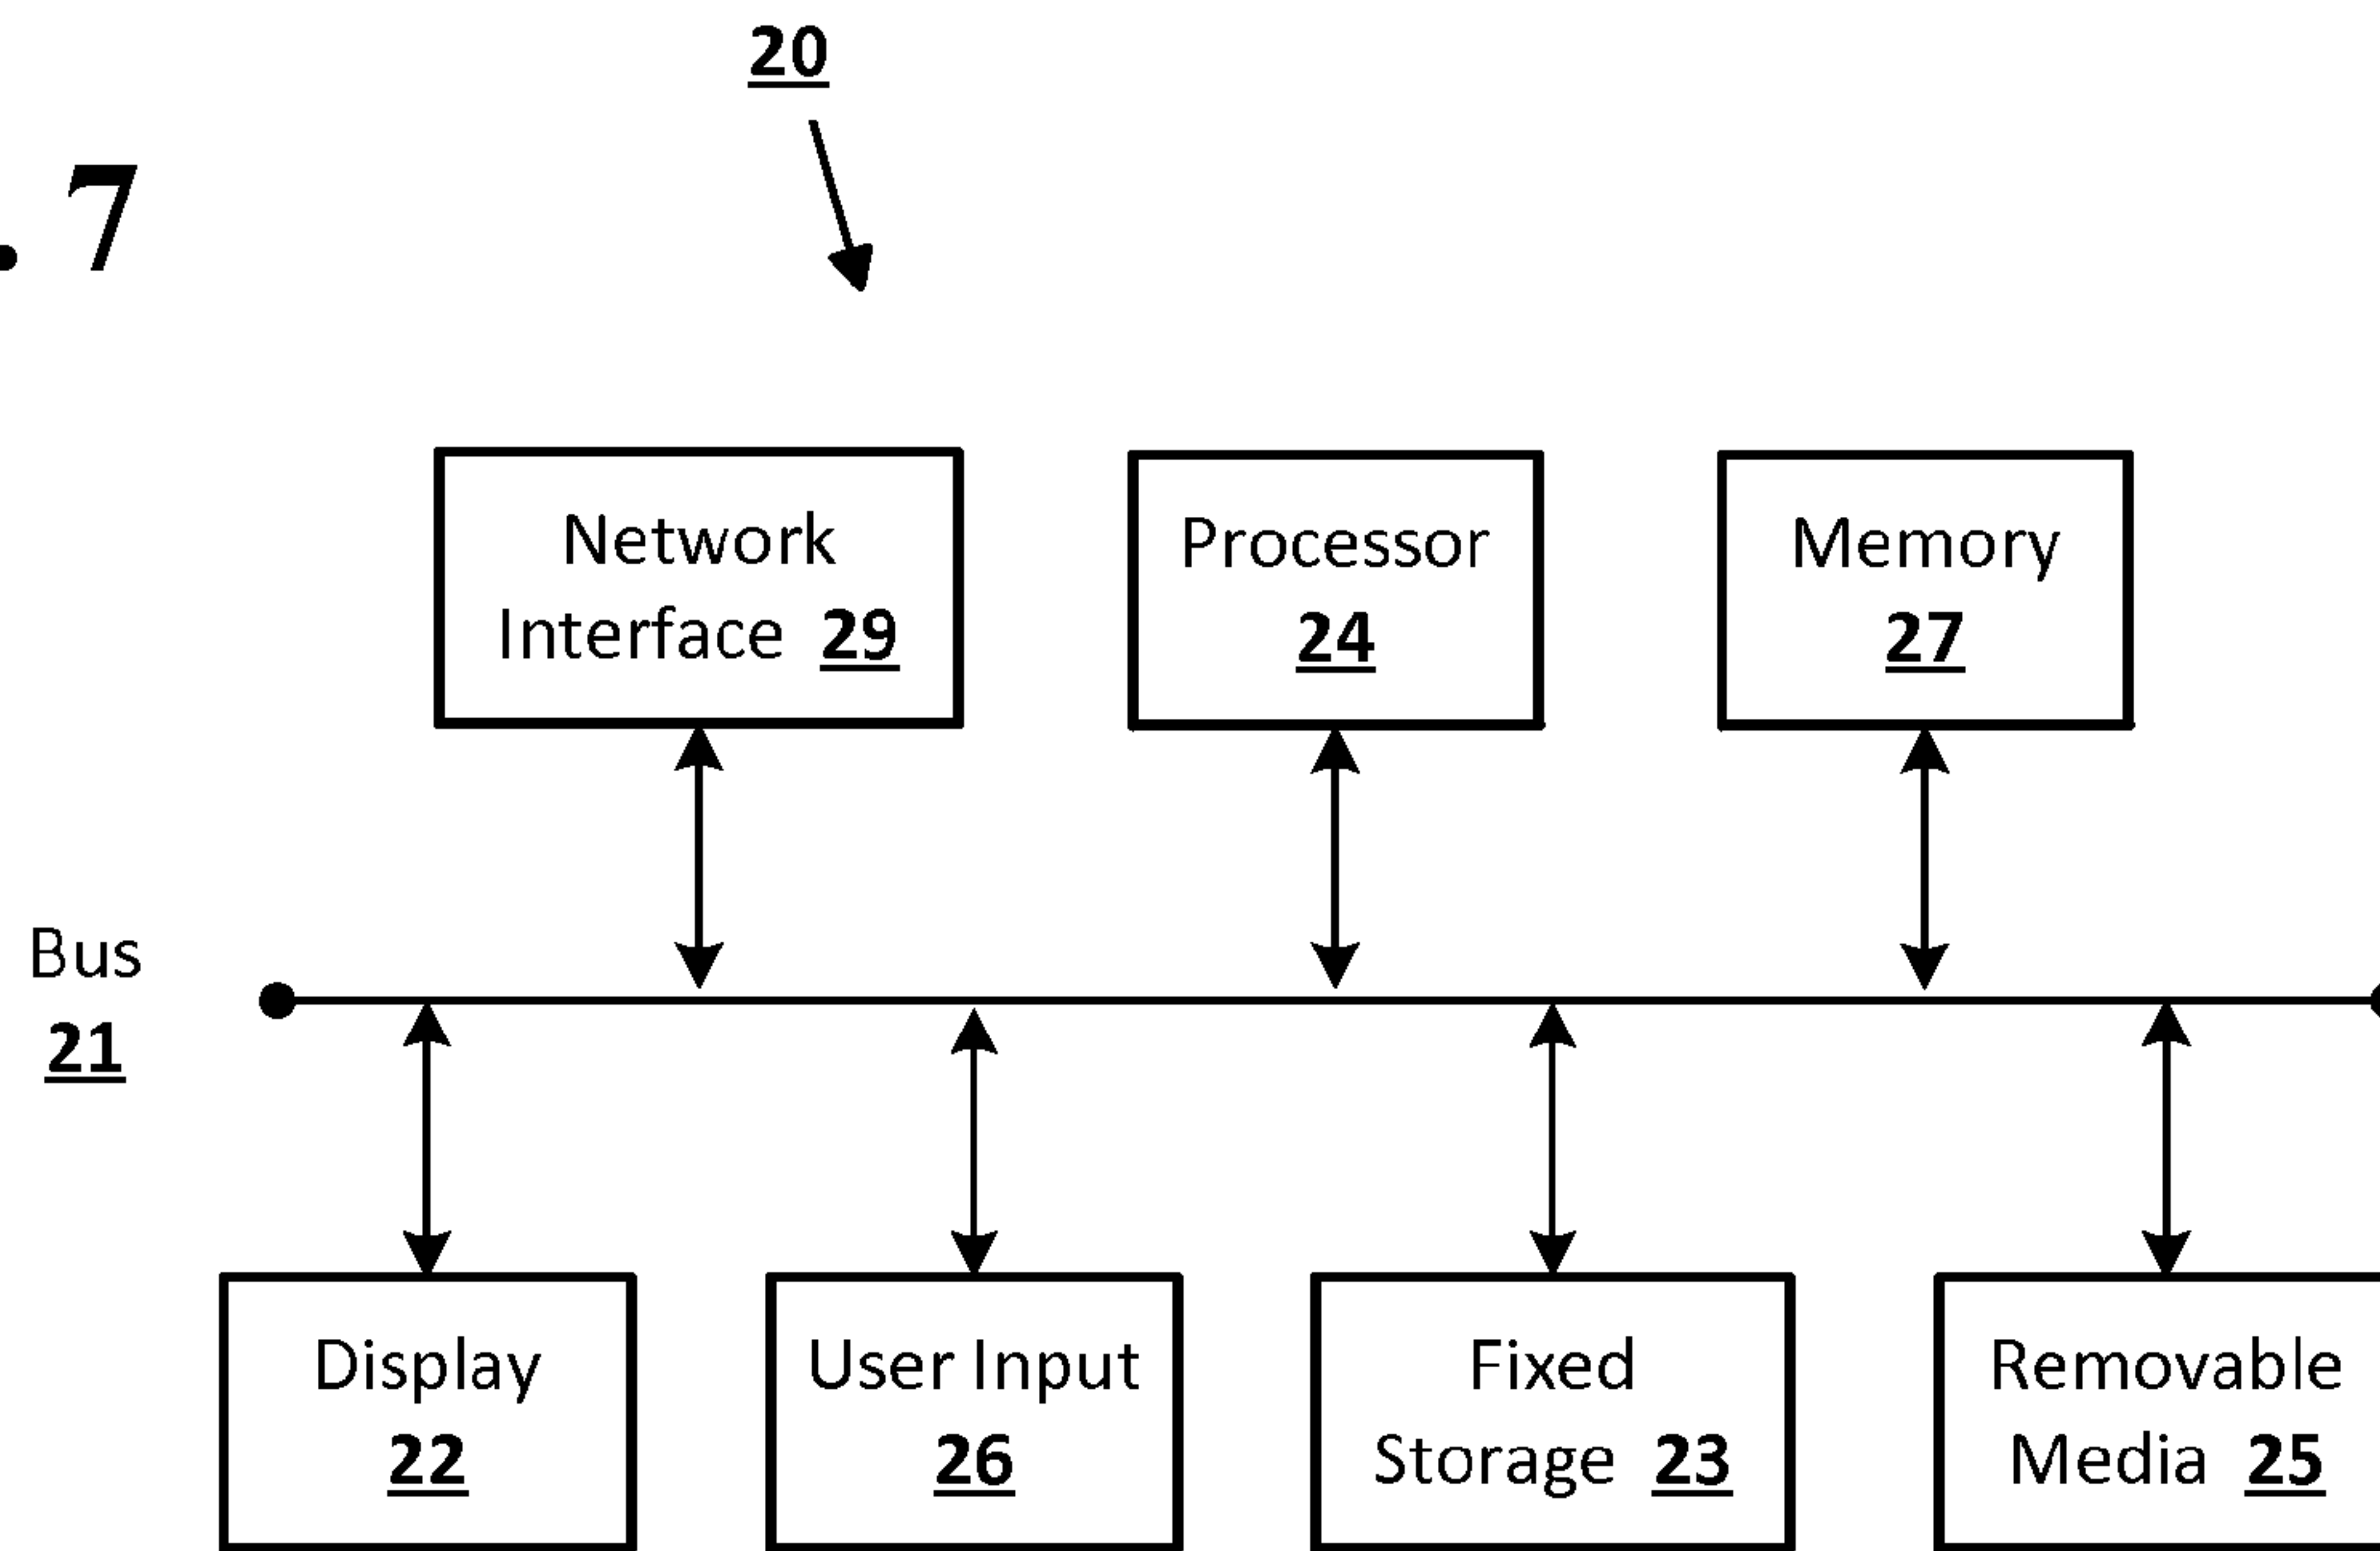 20
. 7
Network
Interface 29
Processor
24
Memory
27
Bus
21
Display
22
User Input
26
Fixed
Storage 23
Removable
Media 25